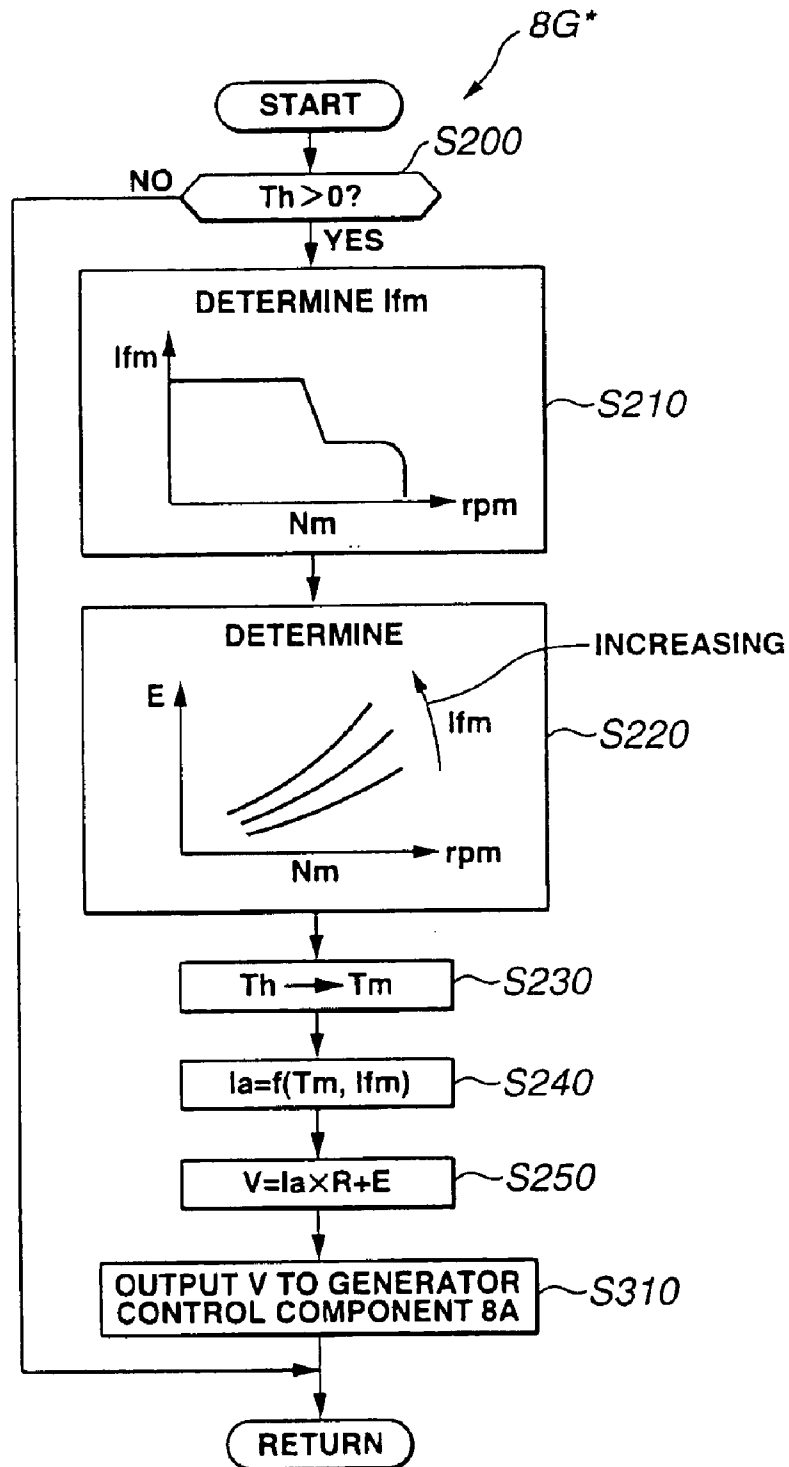 8G*
START
S200
NO
Th>0?
YES
DETERMINE Ifm
Ifm
S210
rpm
Nm
DETERMINE
INCREASING
E
Ifm
S220
rpm
Nm
Th → Tm
S230
Ia=f(Tm, Ifm)
S240
V=Ia×R+E
S250
OUTPUT V TO GENERATOR
CONTROL COMPONENT 8A
S310
RETURN